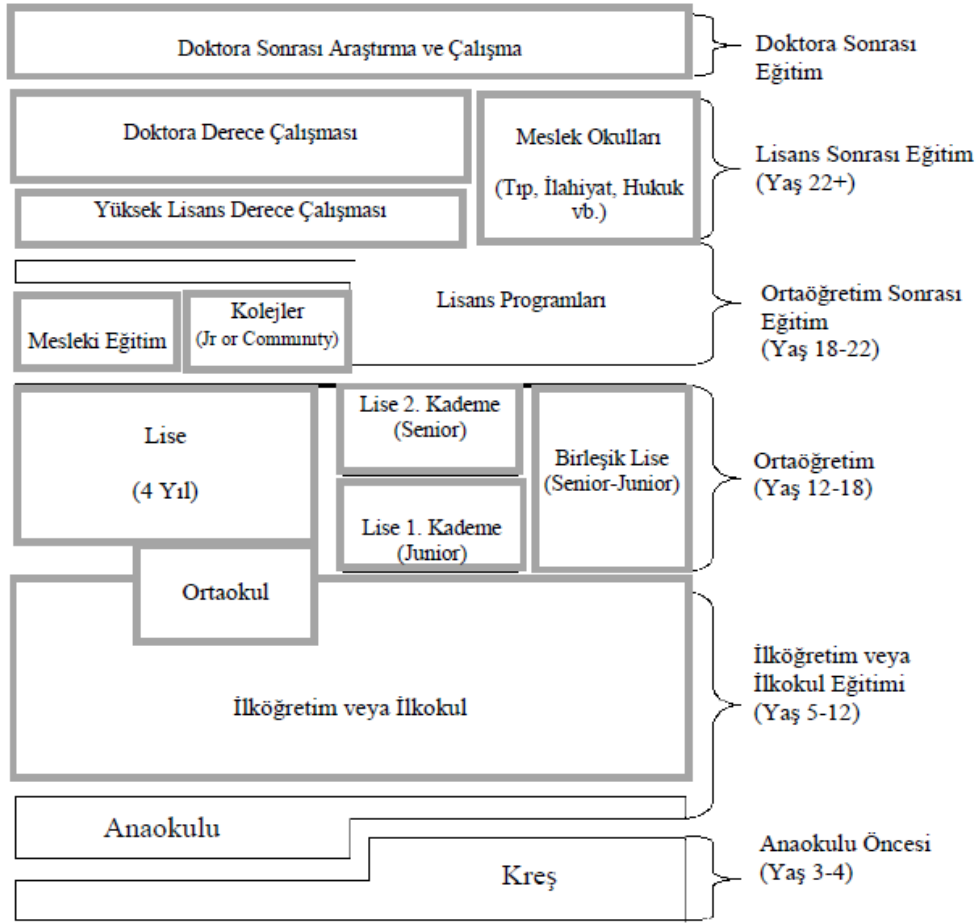 Doktora Sonrası Araştırma ve Çalışma
Doktora Sonrası
Eğitim
Doktora Derece Çalışması
Meslek Okulları
(Tıp, İlahiyat, Hukuk
vb.)
Yüksek Lisans Derece Çalışması
Lisans Sonrası Eğitim
(Yaş 22+)
Lisans Programları
Mesleki Eğitim
Kolejler
(Jr or Commınıty)
Ortaöğretim Sonrası
Eğitim
(Yaş 18-22)
Lise
(4 Yıl)
Lise 2. Kademe
(Senior)
Lise 1. Kademe
(Junior)
Birleşik Lise
(Senior-Junior)
Ortaöğretim
(Yaş 12-18)
Ortaokul
İlköğretim veya İlkokul
İlköğretim veya
İlkokul Eğitimi
(Yaş 5-12)
Anaokulu
Kreş
Anaokulu Öncesi
(Yaş 3-4)